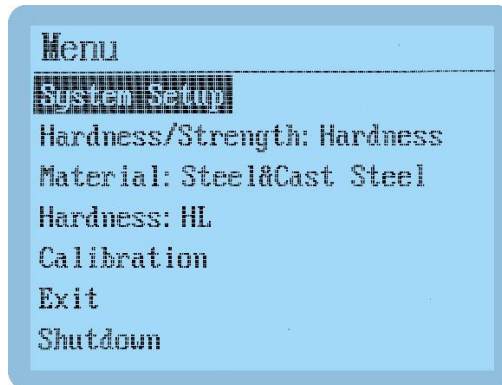 Menu
System Setup
Hardness/Strength: Hardness
Material: Steel&Cast Steel
Hardness: HL
Calibration
Exit
Shutdown